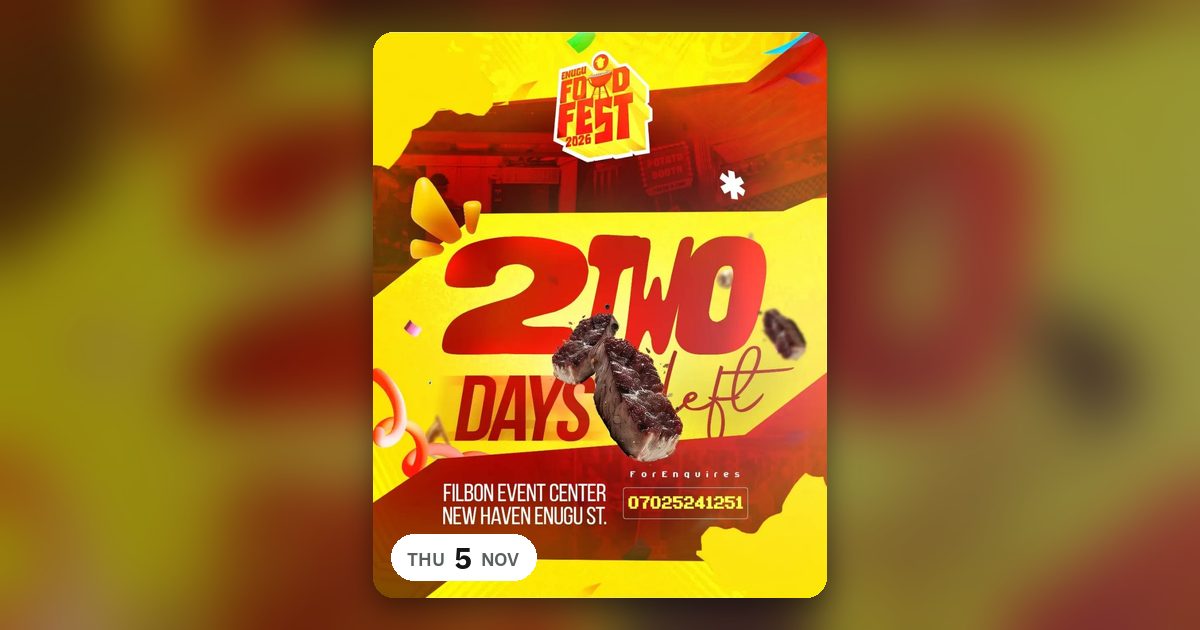 ENUGU
FOOD
FEST
2026
POTATO
BOOTH
2TWO
DAYS left
ForEnquires
07025241251
FILBON EVENT CENTER
NEW HAVEN ENUGU ST.
THU 5 NOV